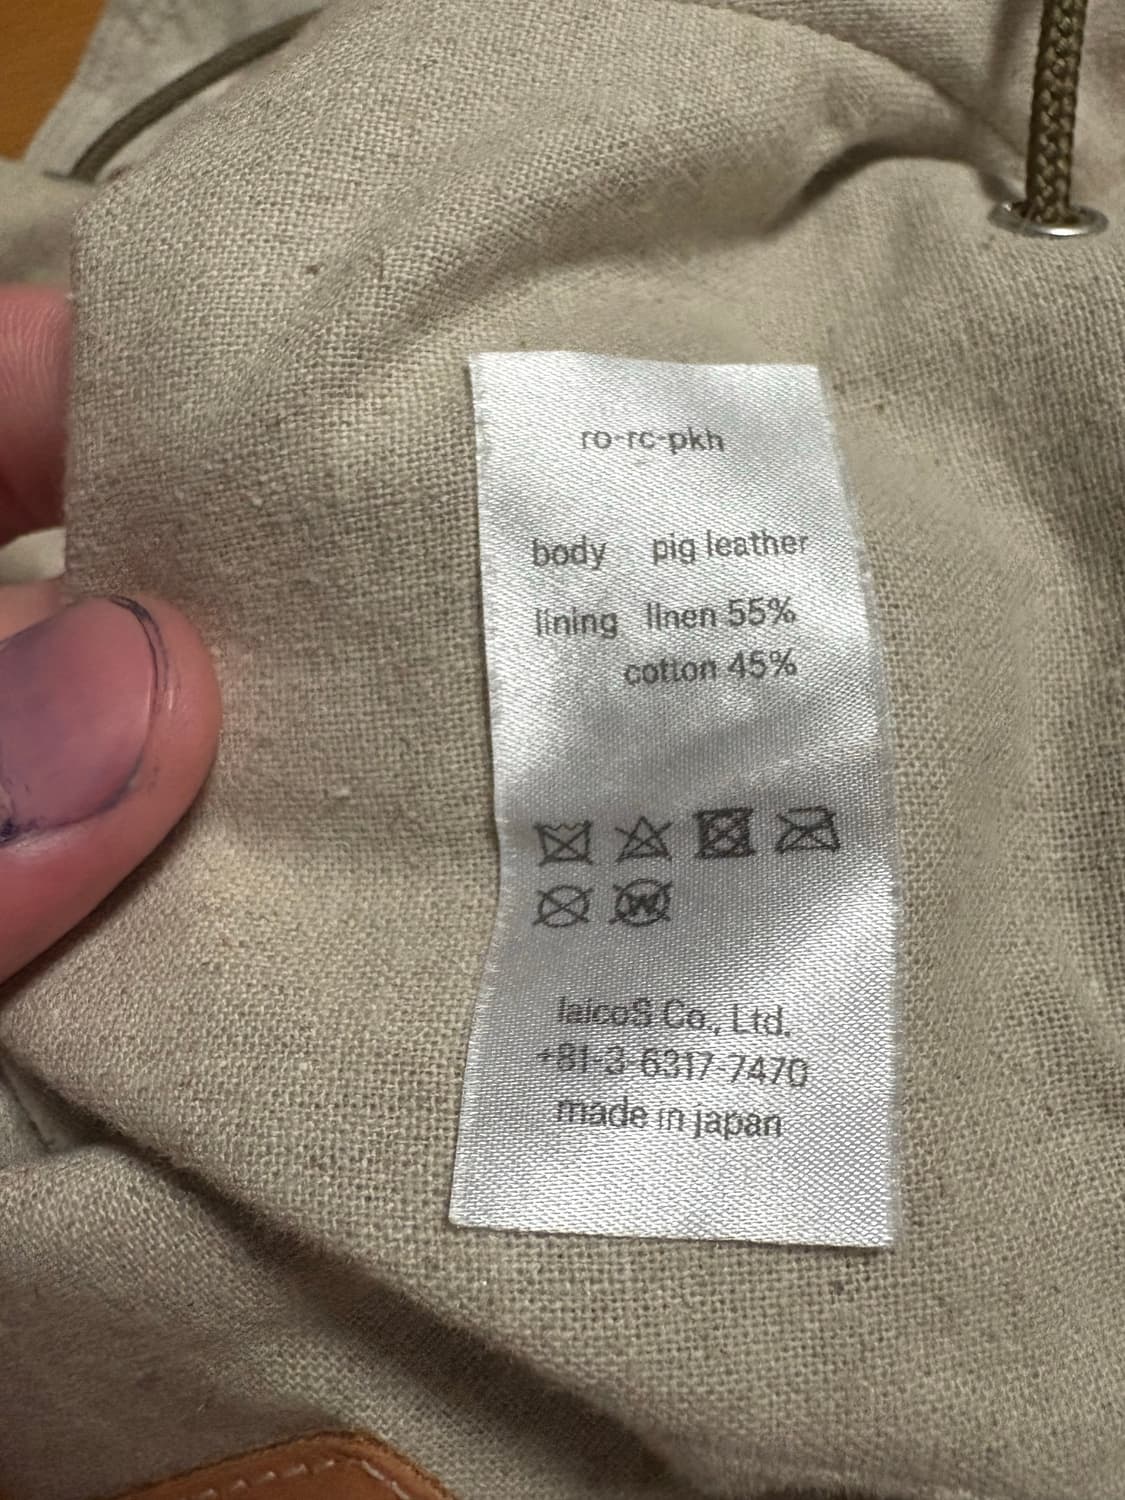 ro-rc-pkh
body pig leather
lining linen 55%
cotton 45%
W
laicoS Co., Ltd.
+81-3-6317-7470
made in japan